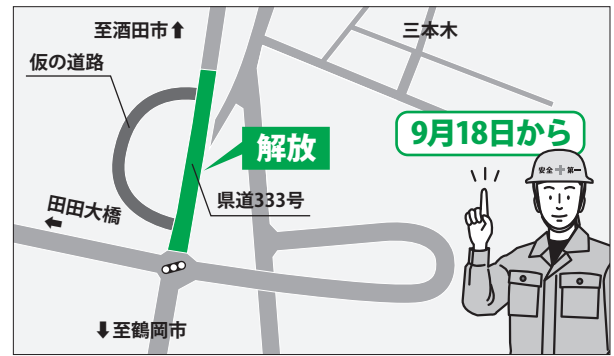 至酒田市⬆
三本木
仮の道路
9月18日から
解放
安全＋第一
県道333号
田田大橋
⬅
⬇至鶴岡市